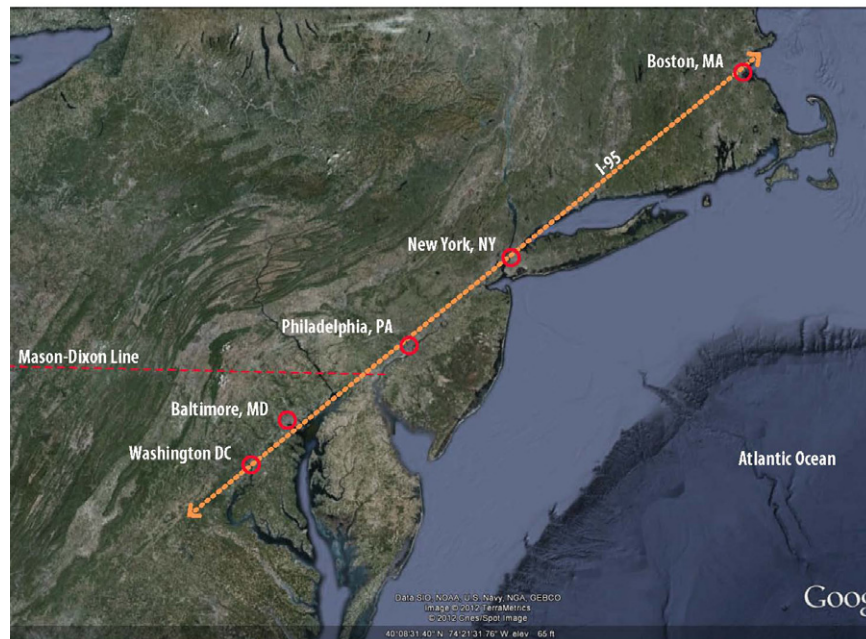 Boston, MA
I-95
New York, NY
Philadelphia, PA
Mason-Dixon Line
Baltimore, MD
Washington DC
Atlantic Ocean
Data SIO, NOAA, U.S. Navy, NGA, GEBCO
Image © 2012 TerraMetrics
© 2012 Cnes/Spot Image
Goog
40°08'31.40" N 74°21'31.76" W elev 65 ft